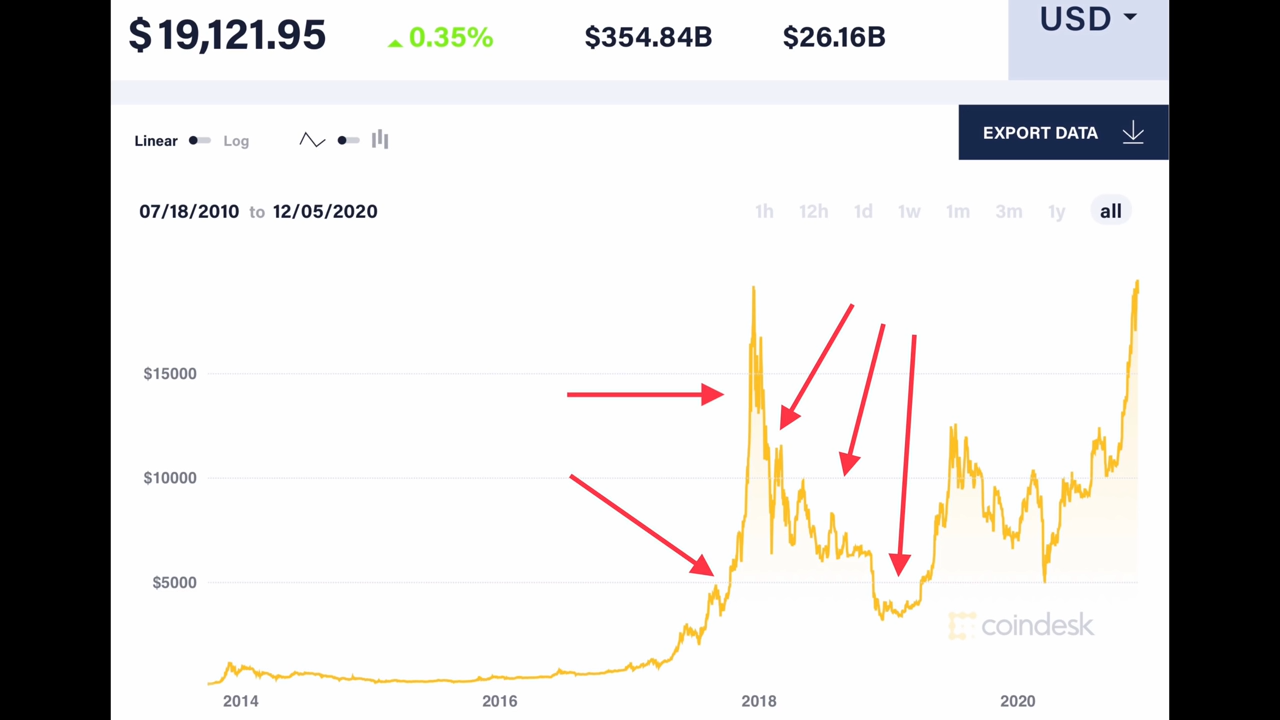 $19,121.95 0.35% $354.84B $26.16B USD
Linear Log EXPORT DATA
07/18/2010 to 12/05/2020 1h 12h 1d 1w 1m 3m 1y all
$15000
$10000
$5000
coindesk
2014 2016 2018 2020